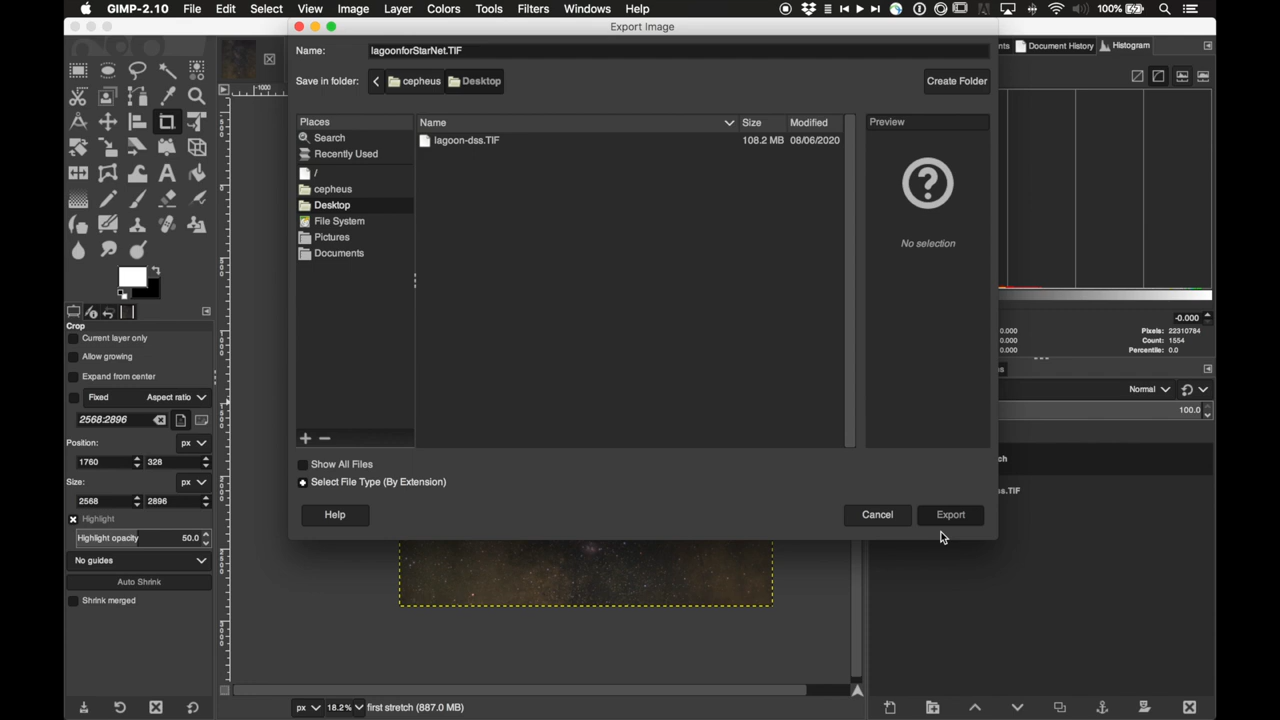 GIMP-2.10 File Edit Select View Image Layer Colors Tools Filters Windows Help 100%
Export Image
Name: lagoonforStarNet.TIF
Save in folder: cepheus Desktop Create Folder
Document History Histogram
-1000
Places
Search
Recently Used
/
cepheus
Desktop
File System
Pictures
Documents
Name Size Modified
lagoon-dss.TIF 108.2 MB 08/06/2020
Preview
No selection
Show All Files
Select File Type (By Extension)
Help Cancel Export
Crop
Current layer only
Allow growing
Expand from center
Fixed Aspect ratio
2568:2896
Position: px
1760 328
Size: px
2568 2896
Highlight
Highlight opacity 50.0
No guides
Auto Shrink
Shrink merged
-0.000
0.000 Pixels: 22310784
0.000 Count: 1554
0.000 Percentile: 0.0
Normal
100.0
px 18.2% first stretch (887.0 MB)